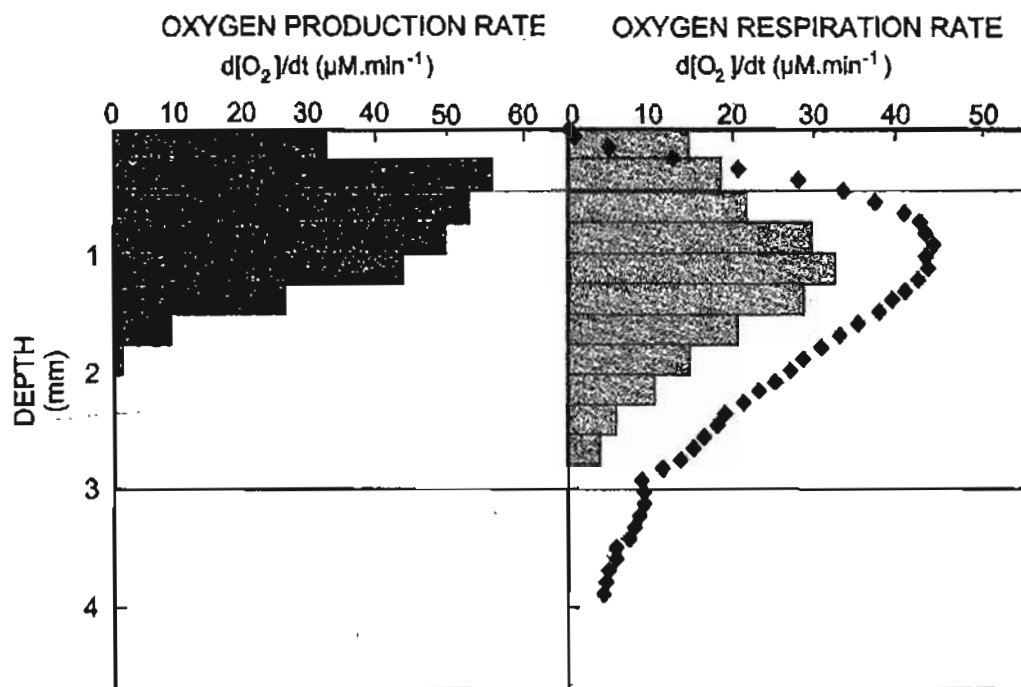 OXYGEN PRODUCTION RATE
d[O₂]/dt (µM.min⁻¹)
OXYGEN RESPIRATION RATE
d[O₂]/dt (µM.min⁻¹)
0 10 20 30 40 50 60
0 10 20 30 40 50
1
2
3
4
DEPTH
(mm)